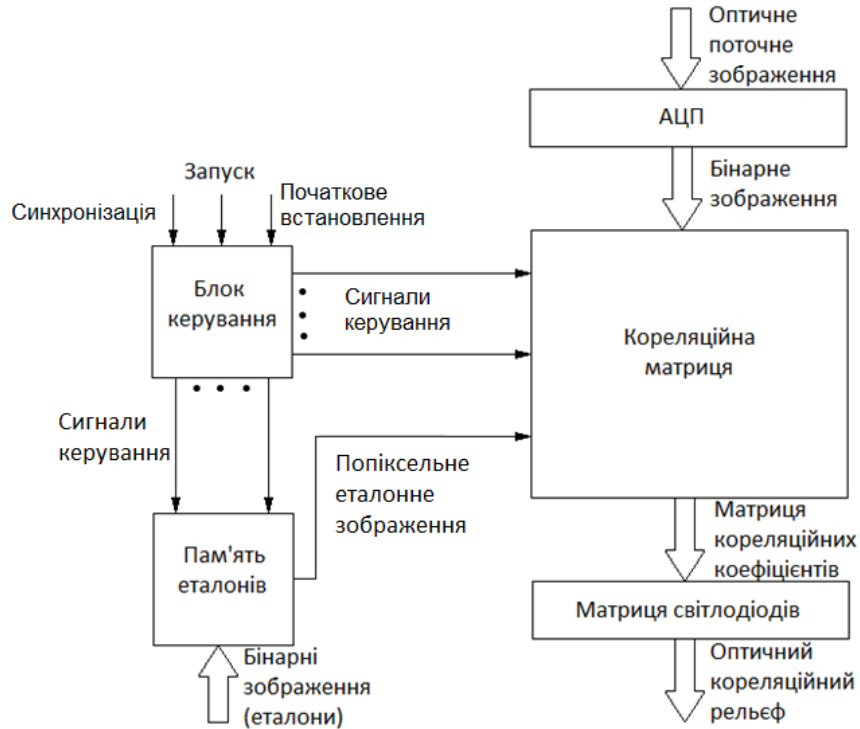 Оптичне
поточне
зображення
АЦП
Бінарне
зображення
Запуск
Синхронізація
Початкове
встановлення
Блок
керування
Сигнали
керування
Кореляційна
матриця
Сигнали
керування
Попіксельне
еталонне
зображення
Пам'ять
еталонів
Бінарні
зображення
(еталони)
Матриця
кореляційних
коефіцієнтів
Матриця світлодіодів
Оптичний
кореляційний
рельєф